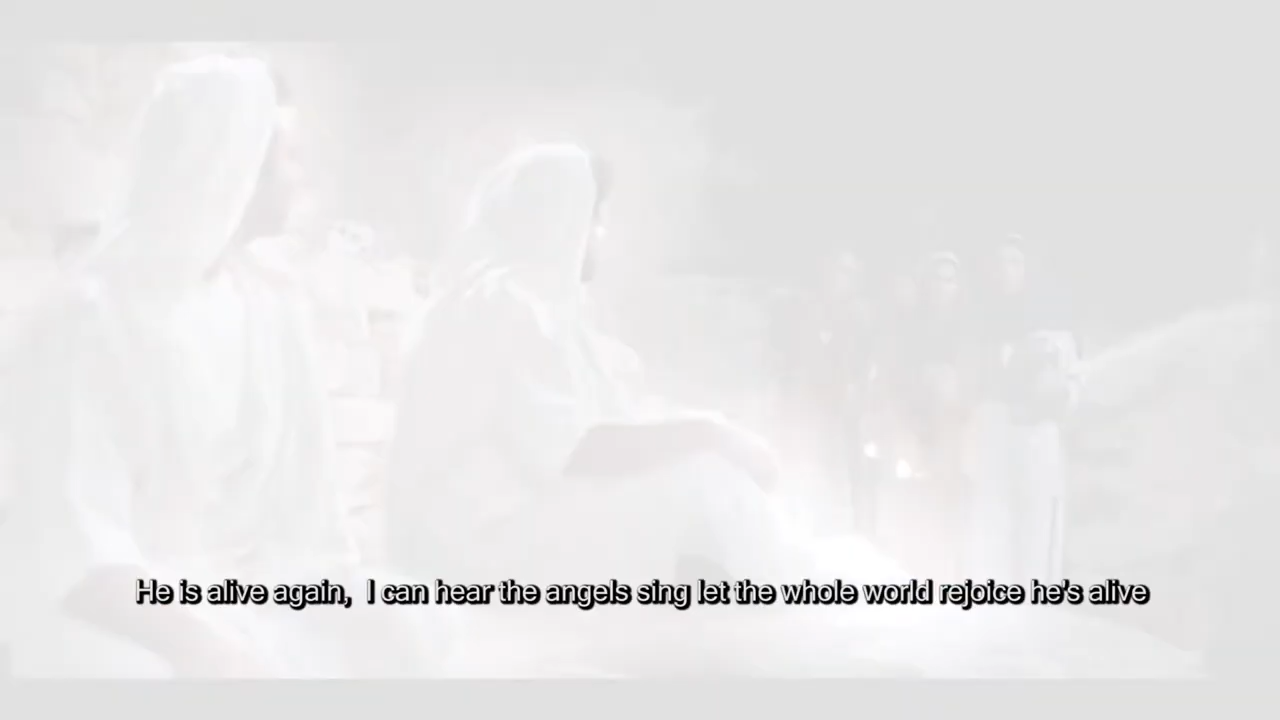 He is alive again,  I can hear the angels sing let the whole world rejoice he's alive